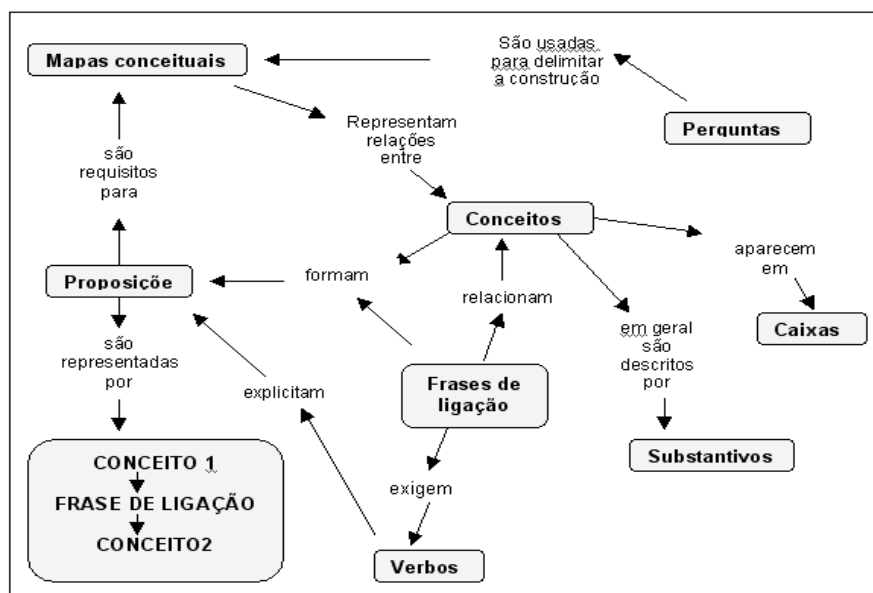 Mapas conceituais
São usadas
para delimitar
a construção
Perguntas
Representam
relações
entre
são
requisitos
para
Conceitos
aparecem
em
Caixas
Proposiçõe
formam
relacionam
em geral
são
descritos
por
Substantivos
são
representadas
por
explicitam
Frases de
ligação
exigem
Verbos
CONCEITO 1
FRASE DE LIGAÇÃO
CONCEITO2